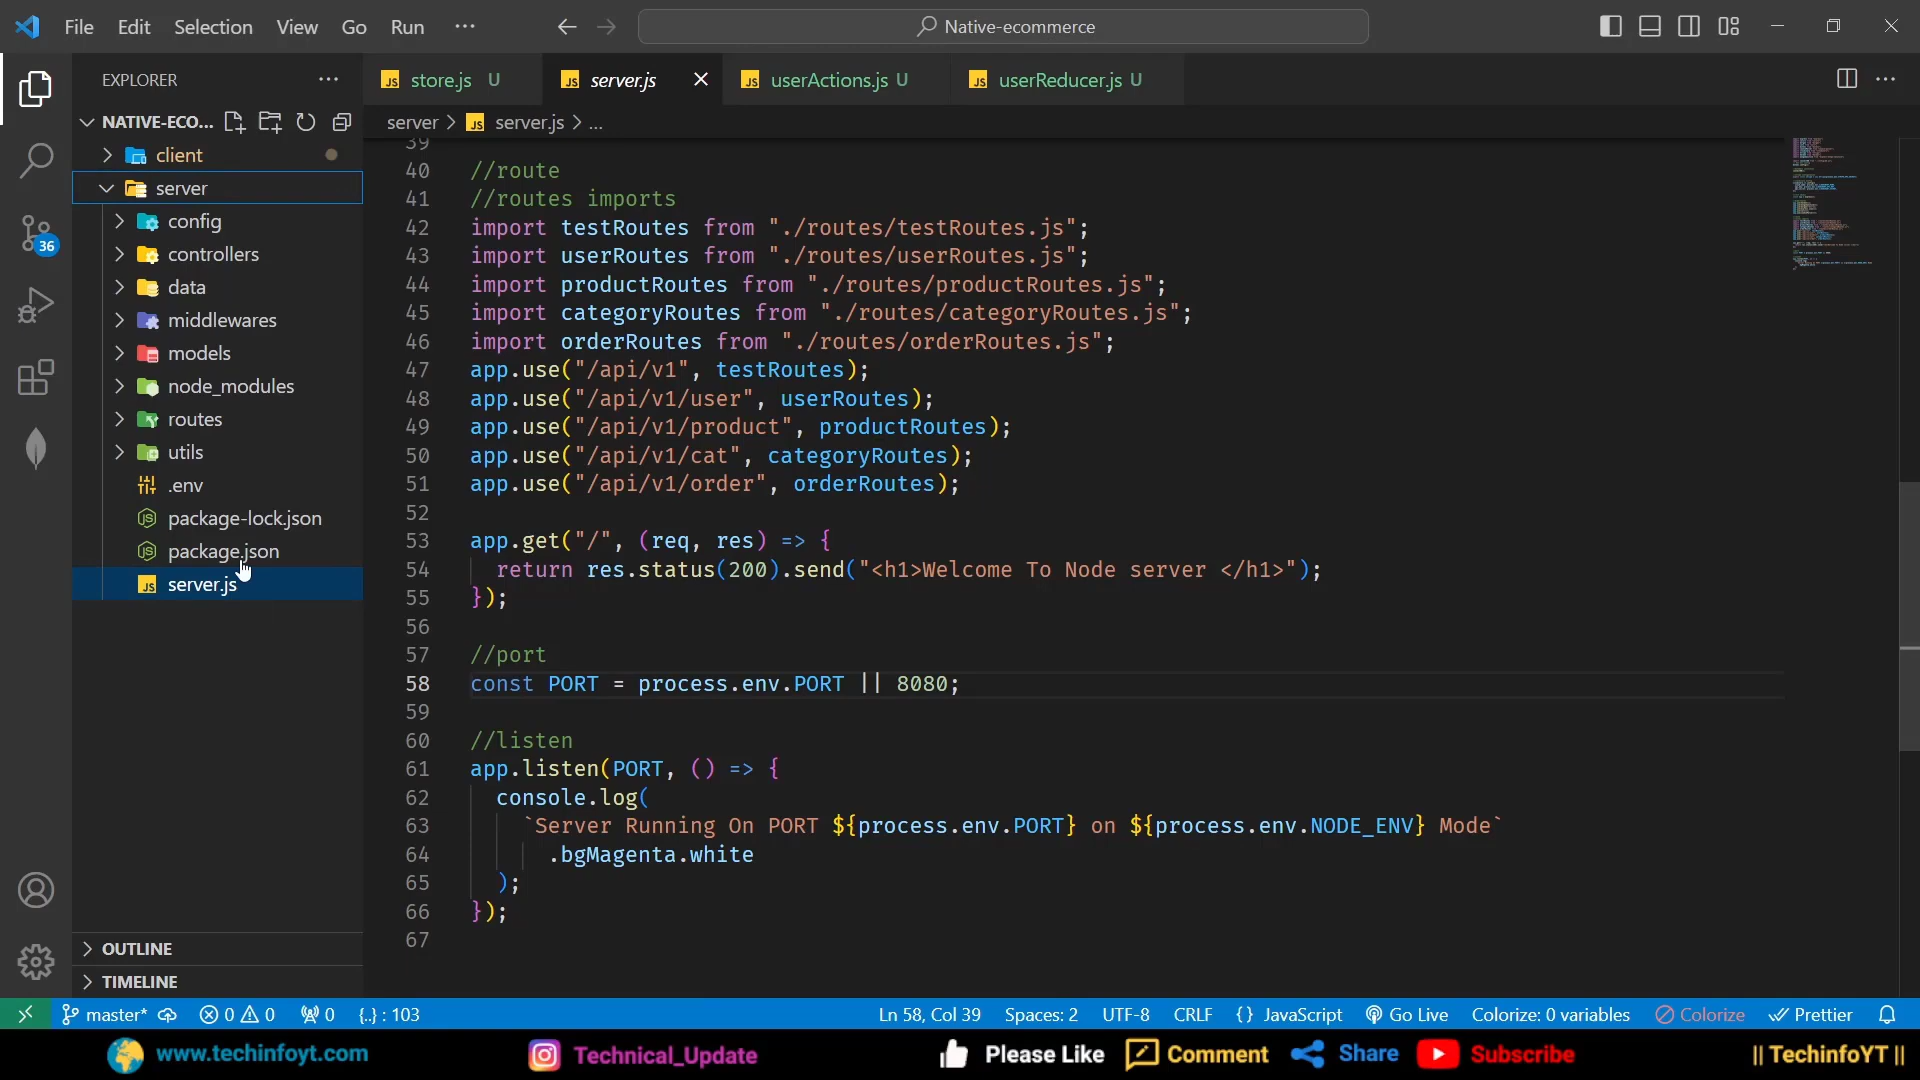 File Edit Selection View Go Run ···
Native-ecommerce
EXPLORER ···
store.js U
server.js
userActions.js U
userReducer.js U
NATIVE-ECO...
server > server.js > ...
client
server
config
controllers
data
middlewares
models
node_modules
routes
utils
.env
package-lock.json
package.json
server.js
OUTLINE
TIMELINE
36
39
40 //route
41 //routes imports
42 import testRoutes from "./routes/testRoutes.js";
43 import userRoutes from "./routes/userRoutes.js";
44 import productRoutes from "./routes/productRoutes.js";
45 import categoryRoutes from "./routes/categoryRoutes.js";
46 import orderRoutes from "./routes/orderRoutes.js";
47 app.use("/api/v1", testRoutes);
48 app.use("/api/v1/user", userRoutes);
49 app.use("/api/v1/product", productRoutes);
50 app.use("/api/v1/cat", categoryRoutes);
51 app.use("/api/v1/order", orderRoutes);
52
53 app.get("/", (req, res) => {
54 return res.status(200).send("<h1>Welcome To Node server </h1>");
55 });
56
57 //port
58 const PORT = process.env.PORT || 8080;
59
60 //listen
61 app.listen(PORT, () => {
62 console.log(
63 `Server Running On PORT ${process.env.PORT} on ${process.env.NODE_ENV} Mode`
64 .bgMagenta.white
65 );
66 });
67
master* 0 0 0 {..} : 103 Ln 58, Col 39 Spaces: 2 UTF-8 CRLF {} JavaScript Go Live Colorize: 0 variables Colorize Prettier
www.techinfoyt.com Technical_Update Please Like Comment Share Subscribe || TechinfoYT ||